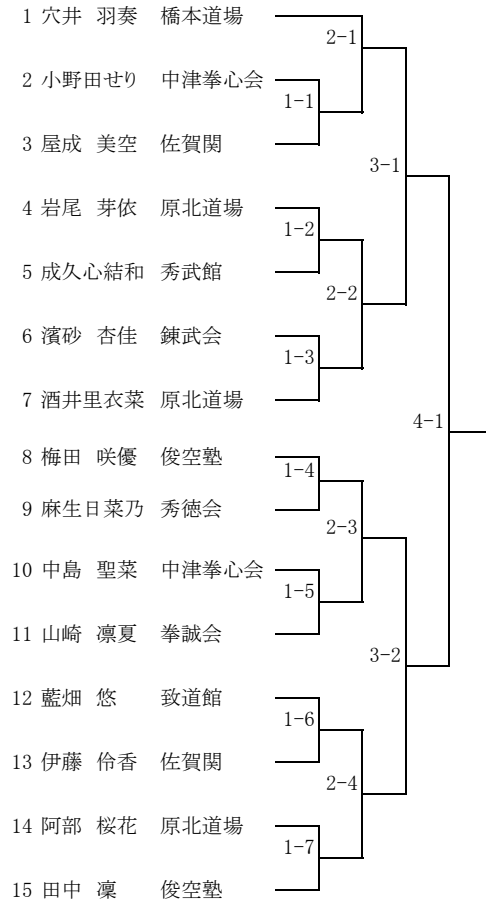 1 穴井 羽奏 橋本道場
2-1
2 小野田せり 中津拳心会
1-1
3 屋成 美空 佐賀関
3-1
4 岩尾 芽依 原北道場
1-2
5 成久心結和 秀武館
2-2
6 濱砂 杏佳 錬武会
1-3
7 酒井里衣菜 原北道場
4-1
8 梅田 咲優 俊空塾
1-4
9 麻生日菜乃 秀徳会
2-3
10 中島 聖菜 中津拳心会
1-5
11 山崎 凛夏 拳誠会
3-2
12 藍畑 悠 致道館
1-6
13 伊藤 伶香 佐賀関
2-4
14 阿部 桜花 原北道場
1-7
15 田中 凜 俊空塾